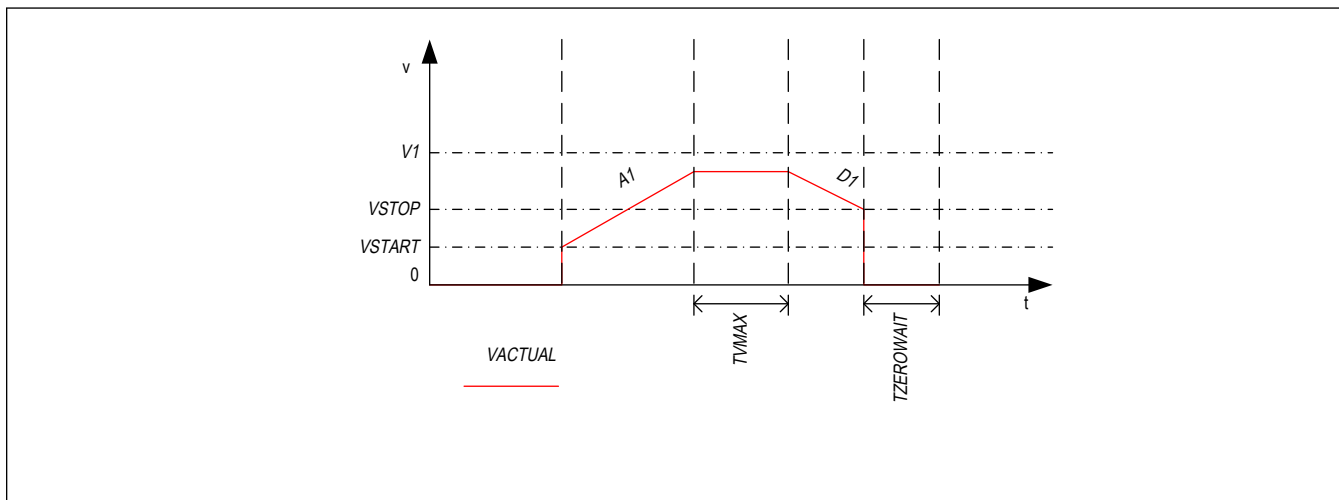 v
V1
A1
D1
VSTOP
VSTART
0
t
TVMAX
TZEROWAIT
VACTUAL